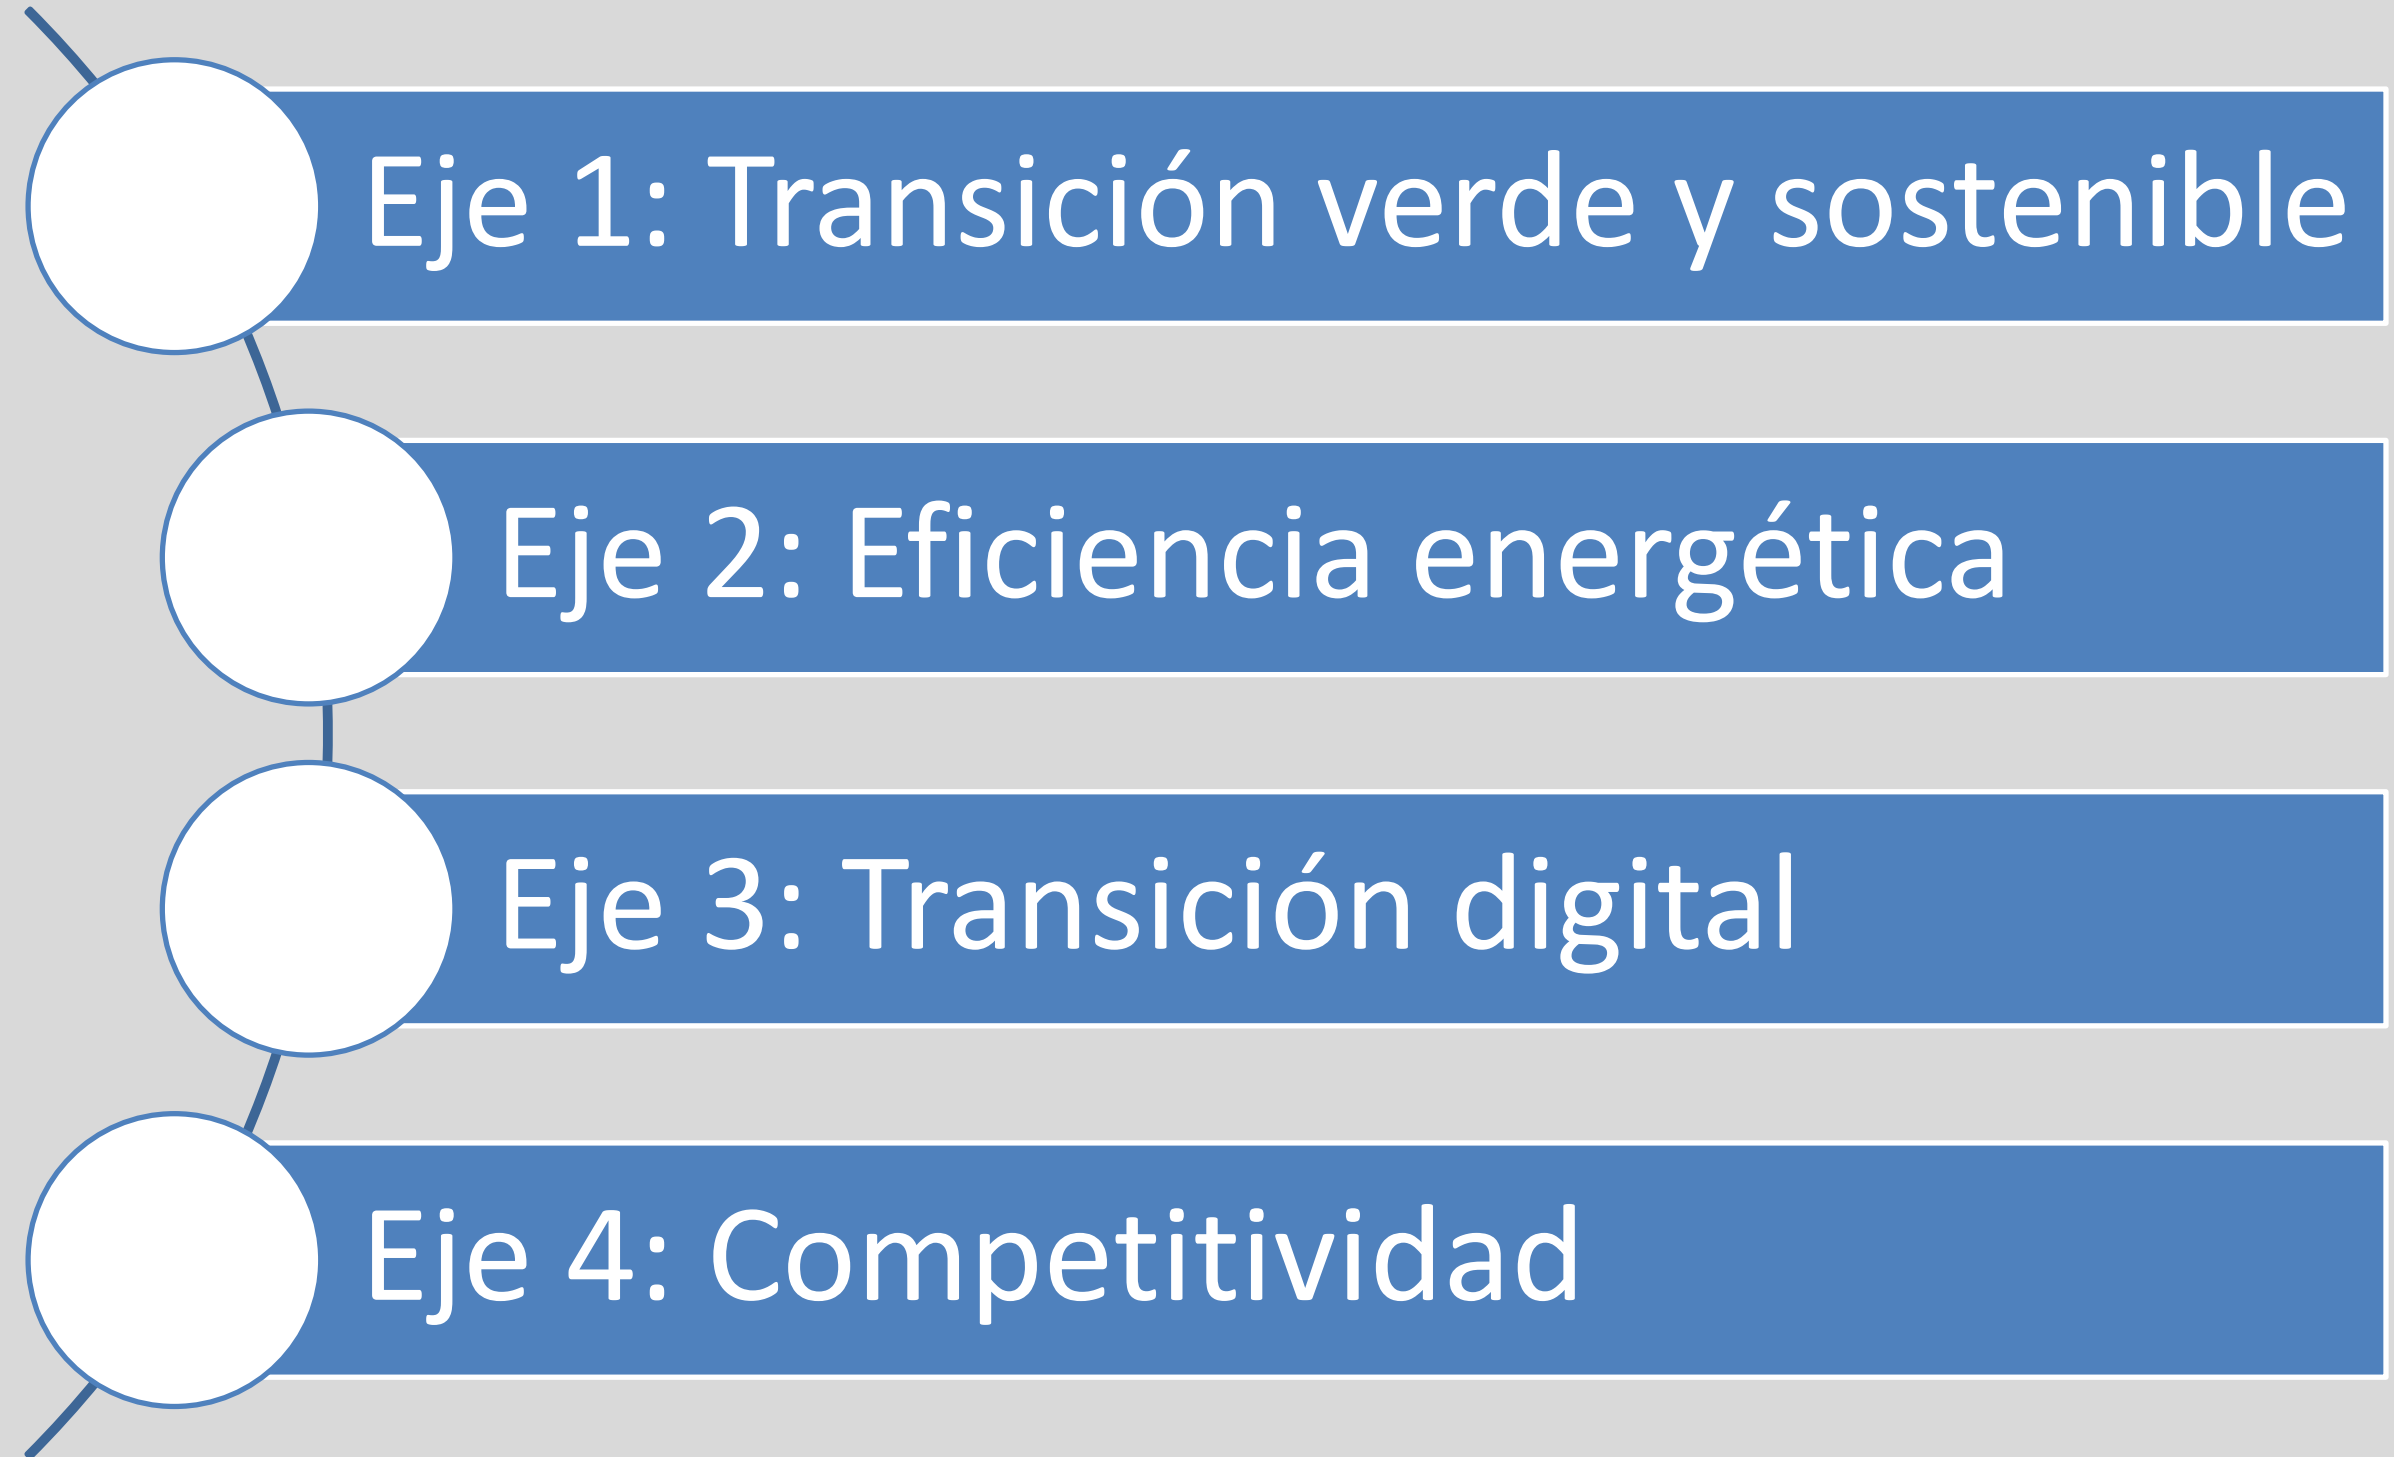 Eje 1: Transición verde y sostenible
Eje 2: Eficiencia energética
Eje 3: Transición digital
Eje 4: Competitividad